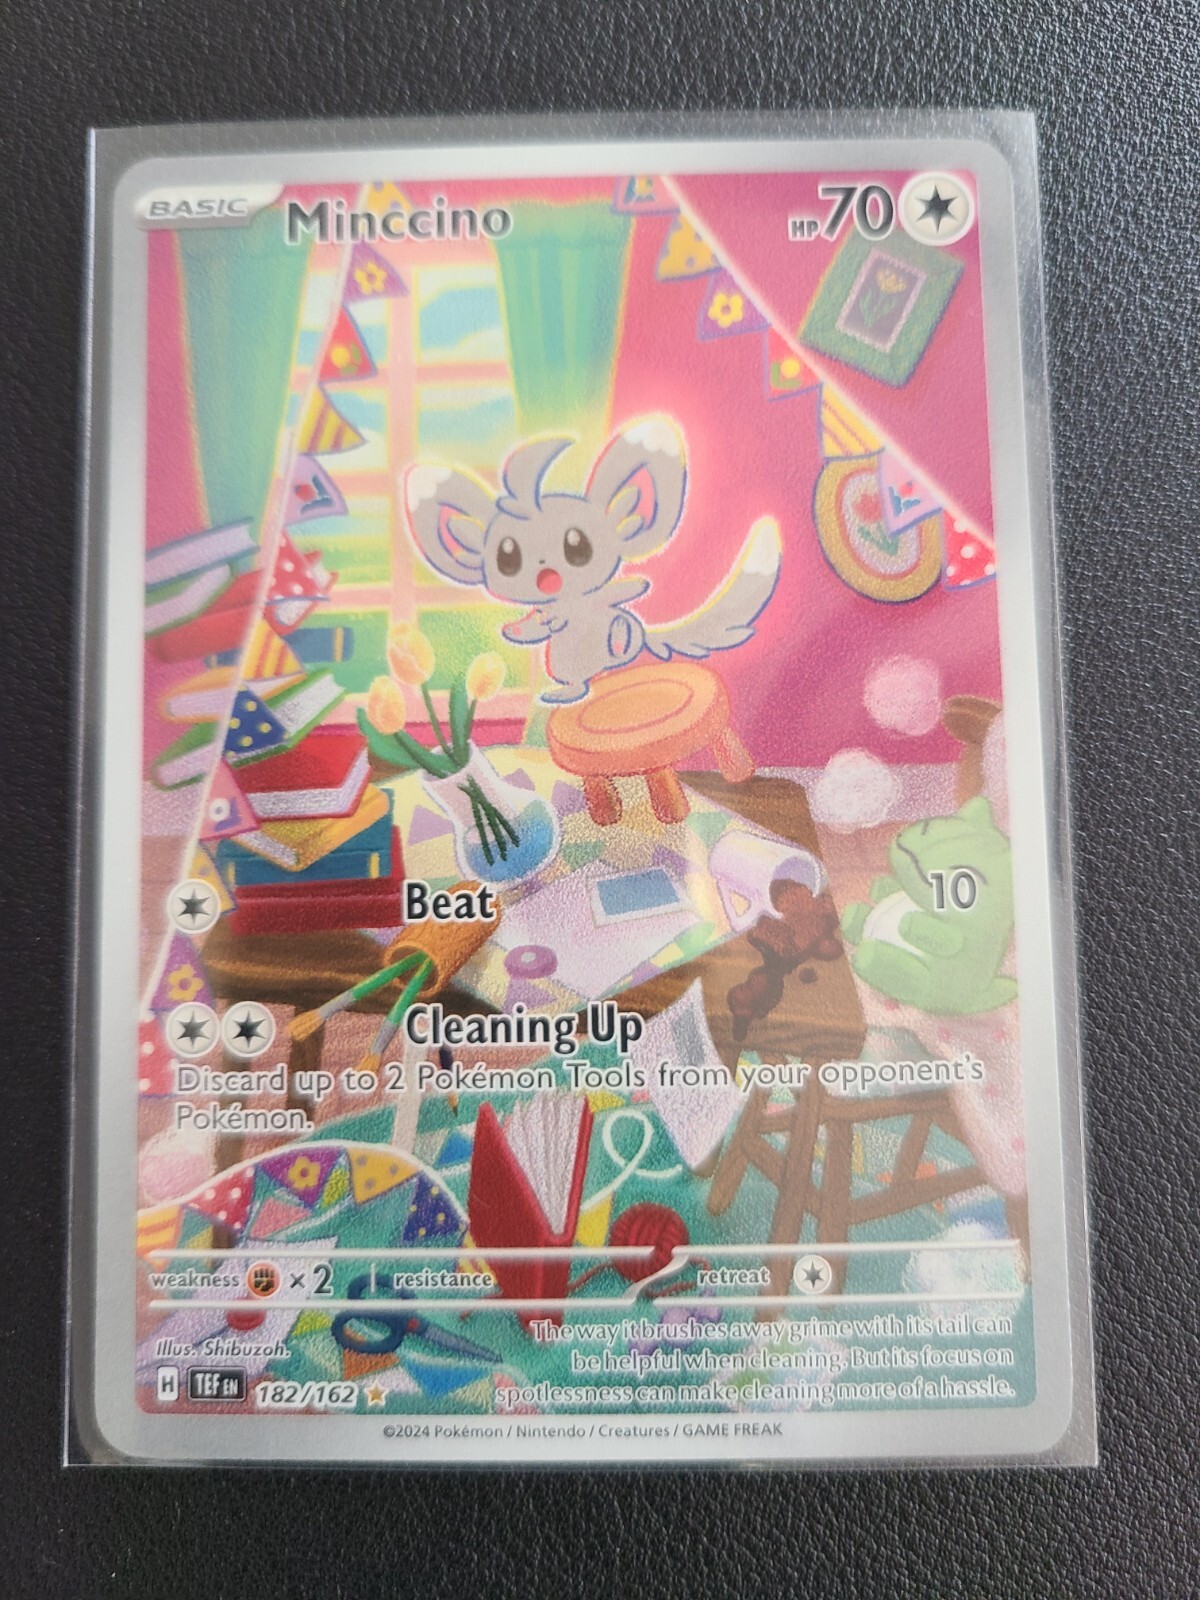 BASIC Minccino HP70
Beat 10
Cleaning Up
Discard up to 2 Pokémon Tools from your opponent's
Pokémon.
weakness ×2 resistance retreat
Illus. Shibuzoh.
The way it brushes away grime with its tail can
be helpful when cleaning. But its focus on
spotlessness can make cleaning more of a hassle.
H TEF EN 182/162
©2024 Pokémon / Nintendo / Creatures / GAME FREAK